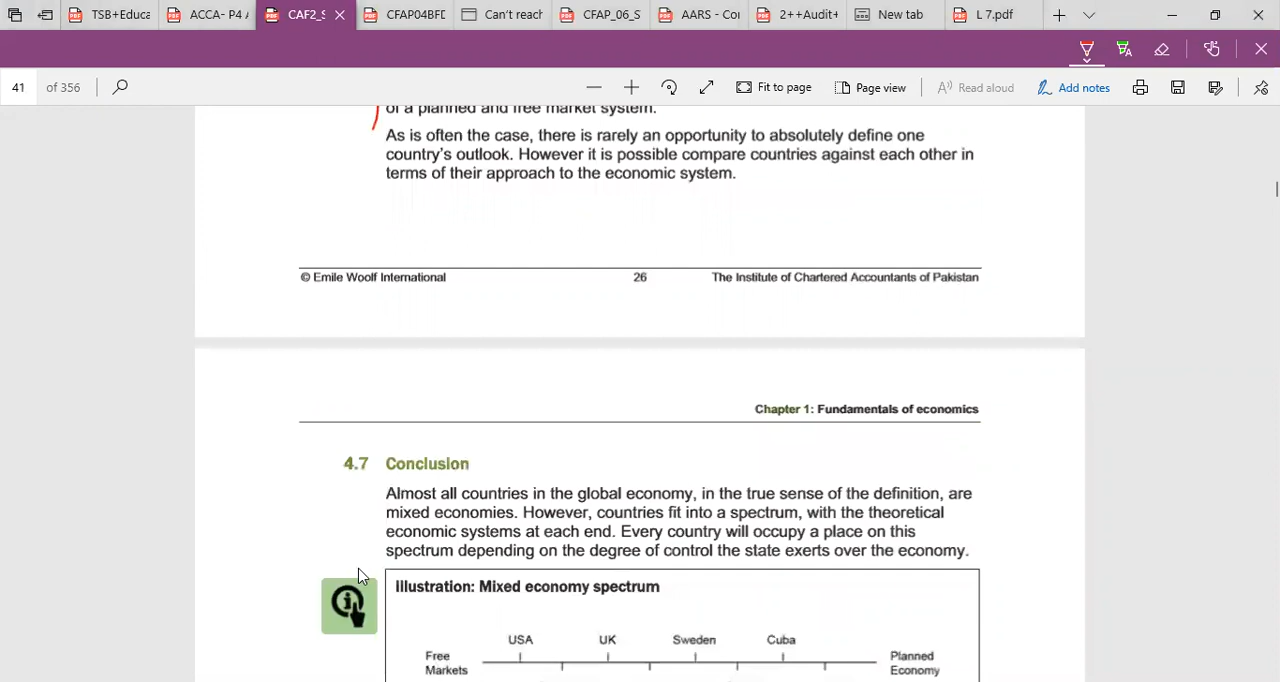 TSB+Educa
ACCA- P4 A
CAF2_S
CFAP04BFD
Can't reach
CFAP_06_S
AARS - Cor
2++Audit+
New tab
L 7.pdf
41 of 356
Fit to page
Page view
Read aloud
Add notes
of a planned and free market system.
As is often the case, there is rarely an opportunity to absolutely define one
country's outlook. However it is possible compare countries against each other in
terms of their approach to the economic system.
© Emile Woolf International 26 The Institute of Chartered Accountants of Pakistan
Chapter 1: Fundamentals of economics
4.7 Conclusion
Almost all countries in the global economy, in the true sense of the definition, are
mixed economies. However, countries fit into a spectrum, with the theoretical
economic systems at each end. Every country will occupy a place on this
spectrum depending on the degree of control the state exerts over the economy.
Illustration: Mixed economy spectrum
USA UK Sweden Cuba
Free Planned
Markets Economy